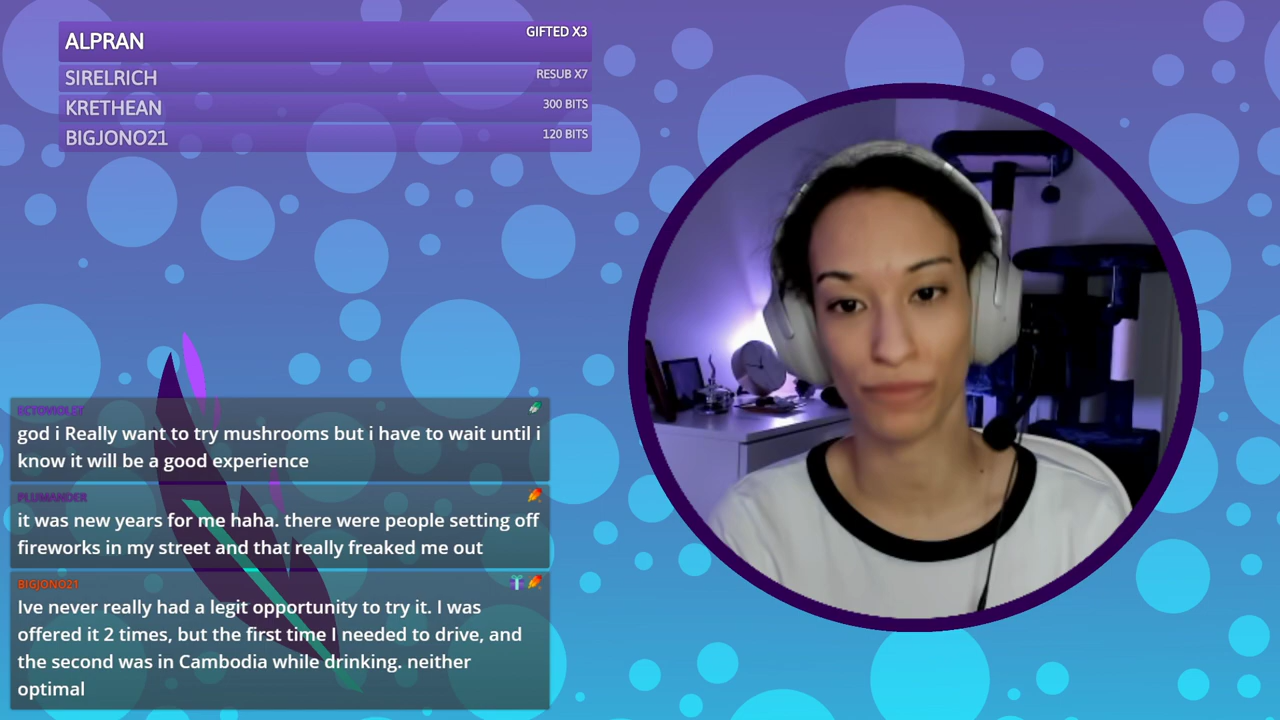 ALPRAN GIFTED X3
SIRELRICH RESUB X7
KRETHEAN 300 BITS
BIGJONO21 120 BITS
ECTOVIOLET
god i Really want to try mushrooms but i have to wait until i
know it will be a good experience
PLUMANDER
it was new years for me haha. there were people setting off
fireworks in my street and that really freaked me out
BIGJONO21
Ive never really had a legit opportunity to try it. I was
offered it 2 times, but the first time I needed to drive, and
the second was in Cambodia while drinking. neither
optimal